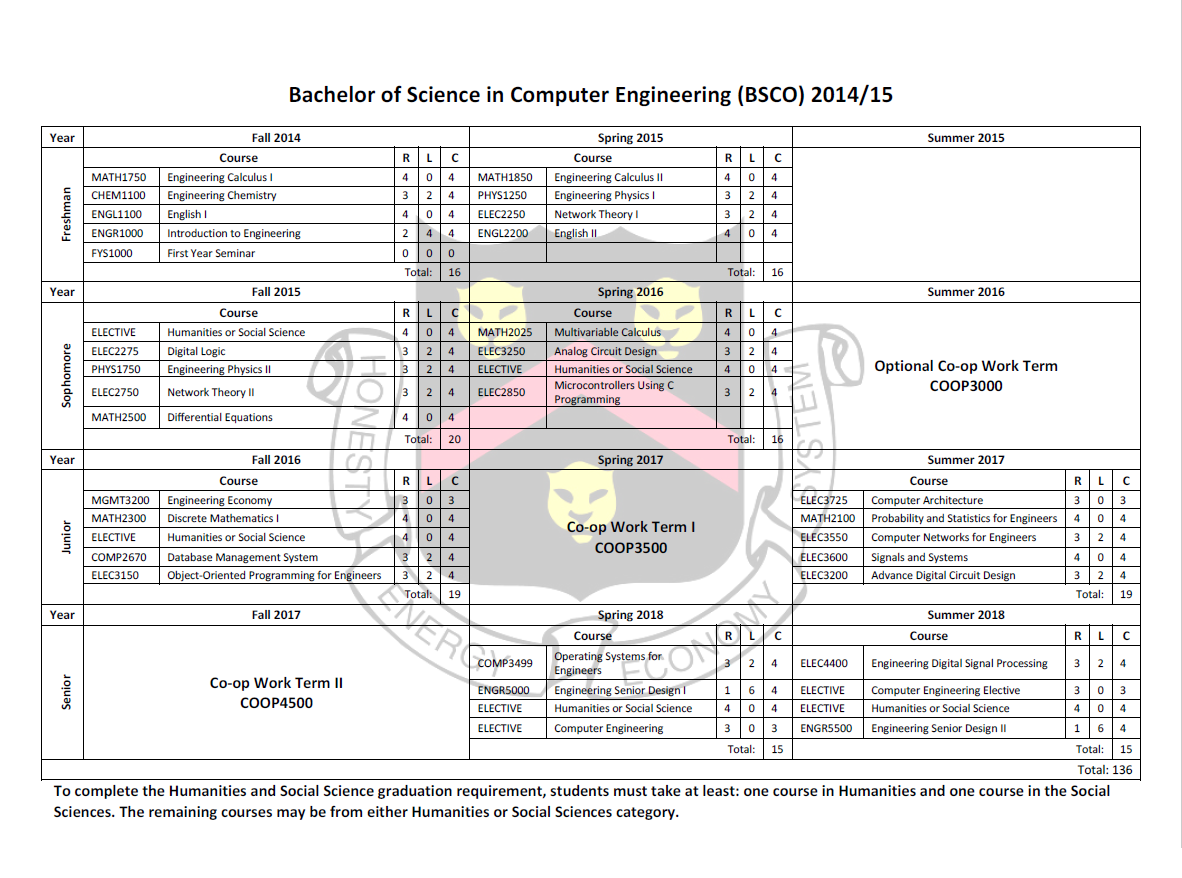 Bachelor of Science in Computer Engineering (BSCO) 2014/15
Year Fall 2014 Spring 2015 Summer 2015
Freshman
Course R L C Course R L C
MATH1750 Engineering Calculus I 4 0 4 MATH1850 Engineering Calculus II 4 0 4
CHEM1100 Engineering Chemistry 3 2 4 PHYS1250 Engineering Physics I 3 2 4
ENGL1100 English I 4 0 4 ELEC2250 Network Theory I 3 2 4
ENGR1000 Introduction to Engineering 2 4 4 ENGL2200 English II 4 0 4
FYS1000 First Year Seminar 0 0 0
Total: 16 Total: 16
Year Fall 2015 Spring 2016 Summer 2016
Sophomore
Course R L C Course R L C
ELECTIVE Humanities or Social Science 4 0 4 MATH2025 Multivariable Calculus 4 0 4
ELEC2275 Digital Logic 3 2 4 ELEC3250 Analog Circuit Design 3 2 4
PHYS1750 Engineering Physics II 3 2 4 ELECTIVE Humanities or Social Science 4 0 4
ELEC2750 Network Theory II 3 2 4 ELEC2850 Microcontrollers Using C
Programming 3 2 4
MATH2500 Differential Equations 4 0 4
Total: 20 Total: 16
Optional Co-op Work Term
COOP3000
Year Fall 2016 Spring 2017 Summer 2017
Junior
Course R L C Course R L C
MGMT3200 Engineering Economy 3 0 3 ELEC3725 Computer Architecture 3 0 3
MATH2300 Discrete Mathematics I 4 0 4 MATH2100 Probability and Statistics for Engineers 4 0 4
ELECTIVE Humanities or Social Science 4 0 4 ELEC3550 Computer Networks for Engineers 3 2 4
COMP2670 Database Management System 3 2 4 ELEC3600 Signals and Systems 4 0 4
ELEC3150 Object-Oriented Programming for Engineers 3 2 4 ELEC3200 Advance Digital Circuit Design 3 2 4
Total: 19 Total: 19
Co-op Work Term I
COOP3500
Year Fall 2017 Spring 2018 Summer 2018
Senior
Co-op Work Term II
COOP4500
Course R L C Course R L C
COMP3499 Operating Systems for
Engineers 3 2 4 ELEC4400 Engineering Digital Signal Processing 3 2 4
ENGR5000 Engineering Senior Design I 1 6 4 ELECTIVE Computer Engineering Elective 3 0 3
ELECTIVE Humanities or Social Science 4 0 4 ELECTIVE Humanities or Social Science 4 0 4
ELECTIVE Computer Engineering 3 0 3 ENGR5500 Engineering Senior Design II 1 6 4
Total: 15 Total: 15
Total: 136
To complete the Humanities and Social Science graduation requirement, students must take at least: one course in Humanities and one course in the Social
Sciences. The remaining courses may be from either Humanities or Social Sciences category.
HONESTY
ENERGY
ECONOMY
SYSTEM